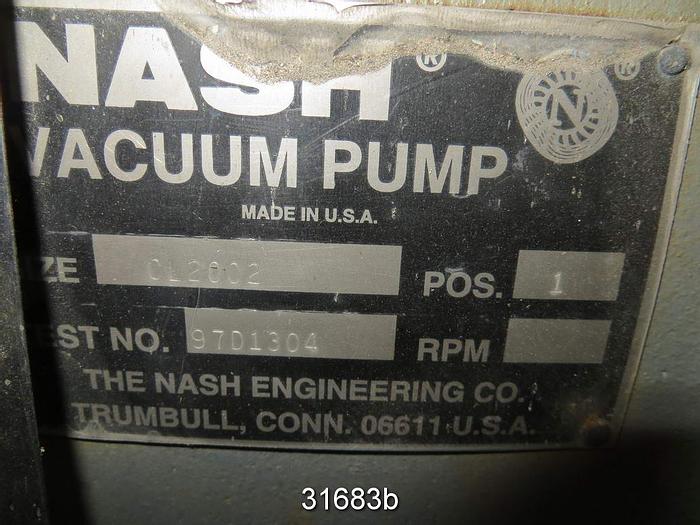 NASH ® N ®
VACUUM PUMP
MADE IN U.S.A.
ZE CL2002 POS. 1
EST NO. 97D1304 RPM
THE NASH ENGINEERING CO.
TRUMBULL, CONN. 06611 U.S.A.
31683b